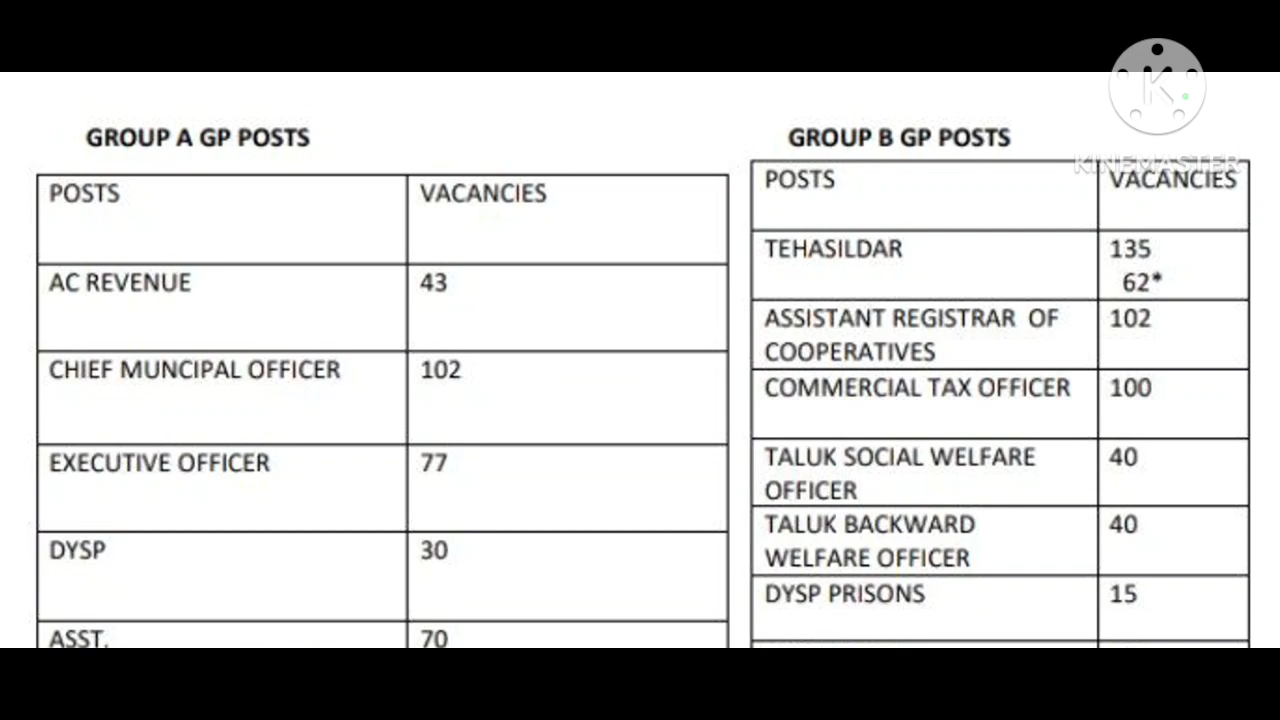 GROUP A GP POSTS
POSTS VACANCIES
AC REVENUE 43
CHIEF MUNCIPAL OFFICER 102
EXECUTIVE OFFICER 77
DYSP 30
ASST. 70
GROUP B GP POSTS
POSTS VACANCIES
TEHASILDAR 135
62*
ASSISTANT REGISTRAR OF 102
COOPERATIVES
COMMERCIAL TAX OFFICER 100
TALUK SOCIAL WELFARE 40
OFFICER
TALUK BACKWARD 40
WELFARE OFFICER
DYSP PRISONS 15
K
KINEMASTER